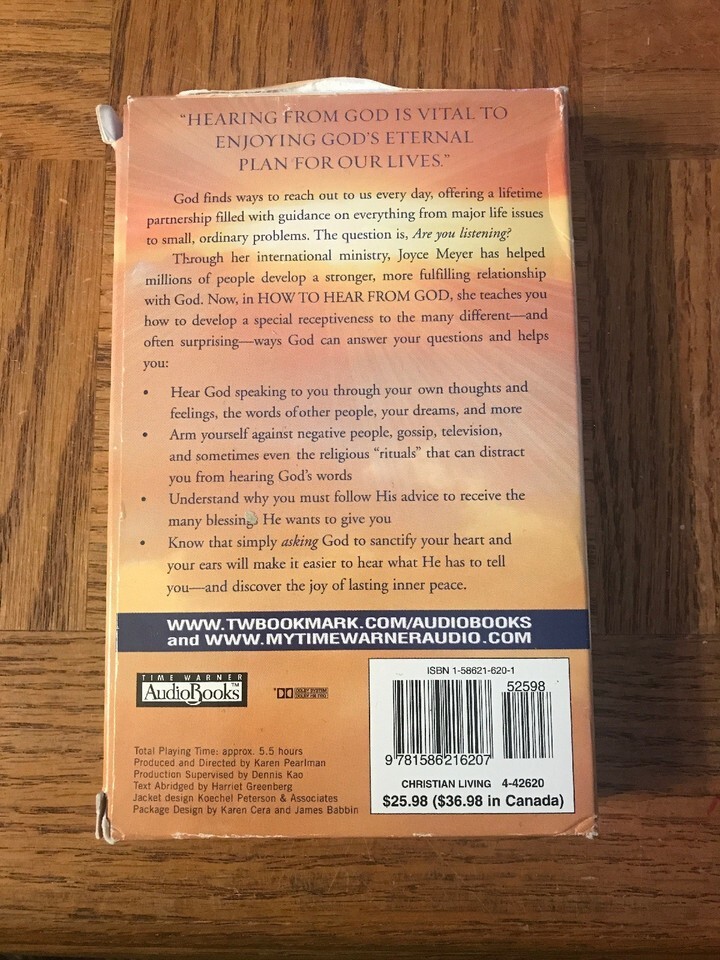 "HEARING FROM GOD IS VITAL TO
ENJOYING GOD'S ETERNAL
PLAN FOR OUR LIVES."
God finds ways to reach out to us every day, offering a lifetime
partnership filled with guidance on everything from major life issues
to small, ordinary problems. The question is, Are you listening?
Through her international ministry, Joyce Meyer has helped
millions of people develop a stronger, more fulfilling relationship
with God. Now, in HOW TO HEAR FROM GOD, she teaches you
how to develop a special receptiveness to the many different—and
often surprising—ways God can answer your questions and helps
you:
• Hear God speaking to you through your own thoughts and
feelings, the words of other people, your dreams, and more
• Arm yourself against negative people, gossip, television,
and sometimes even the religious "rituals" that can distract
you from hearing God's words
• Understand why you must follow His advice to receive the
many blessings He wants to give you
• Know that simply asking God to sanctify your heart and
your ears will make it easier to hear what He has to tell
you—and discover the joy of lasting inner peace.
WWW.TWBOOKMARK.COM/AUDIOBOOKS
and WWW.MYTIMEWARNERAUDIO.COM
TIME WARNER
AudioBooks™
Total Playing Time: approx. 5.5 hours
Produced and Directed by Karen Pearlman
Production Supervised by Dennis Kao
Text Abridged by Harriet Greenberg
Jacket design Koechel Peterson & Associates
Package Design by Karen Cera and James Babbin
ISBN 1-58621-620-1
52598
9 781586 216207
CHRISTIAN LIVING 4-42620
$25.98 ($36.98 in Canada)